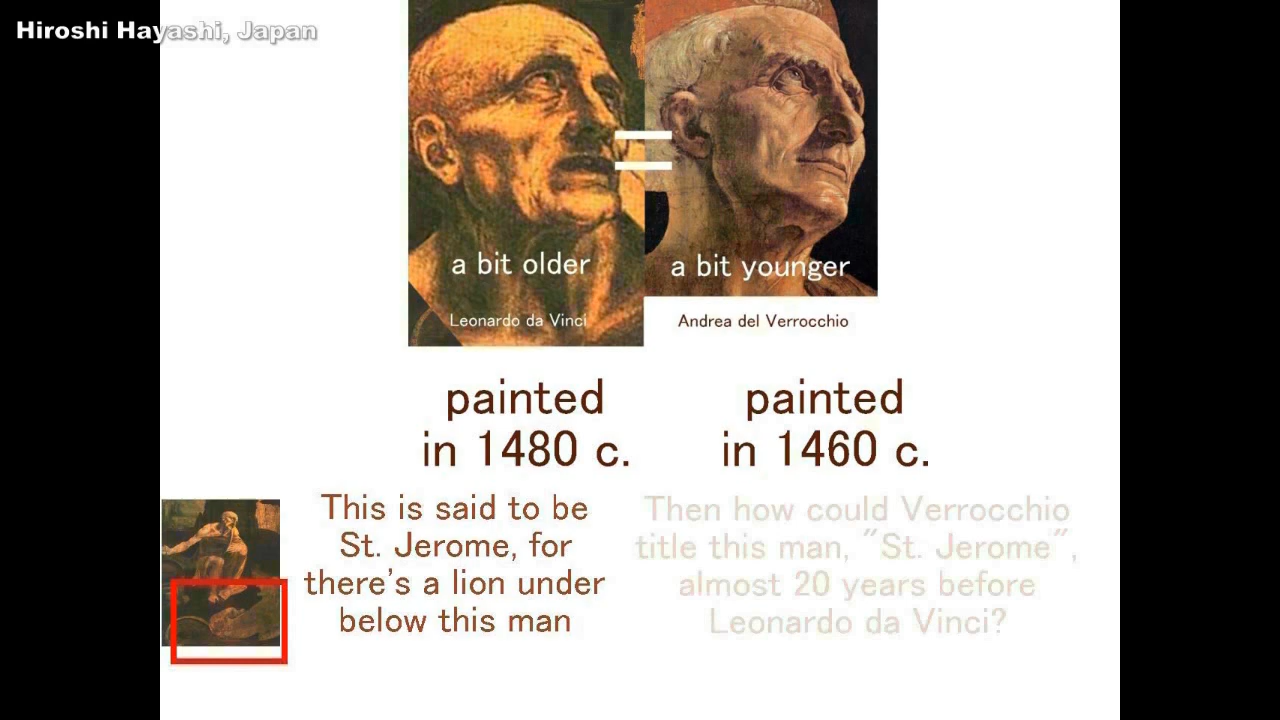 Hiroshi Hayashi, Japan
a bit older
a bit younger
Leonardo da Vinci
Andrea del Verrocchio
painted
in 1480 c.
painted
in 1460 c.
This is said to be
St. Jerome, for
there's a lion under
below this man
Then how could Verrocchio
title this man, "St. Jerome",
almost 20 years before
Leonardo da Vinci?